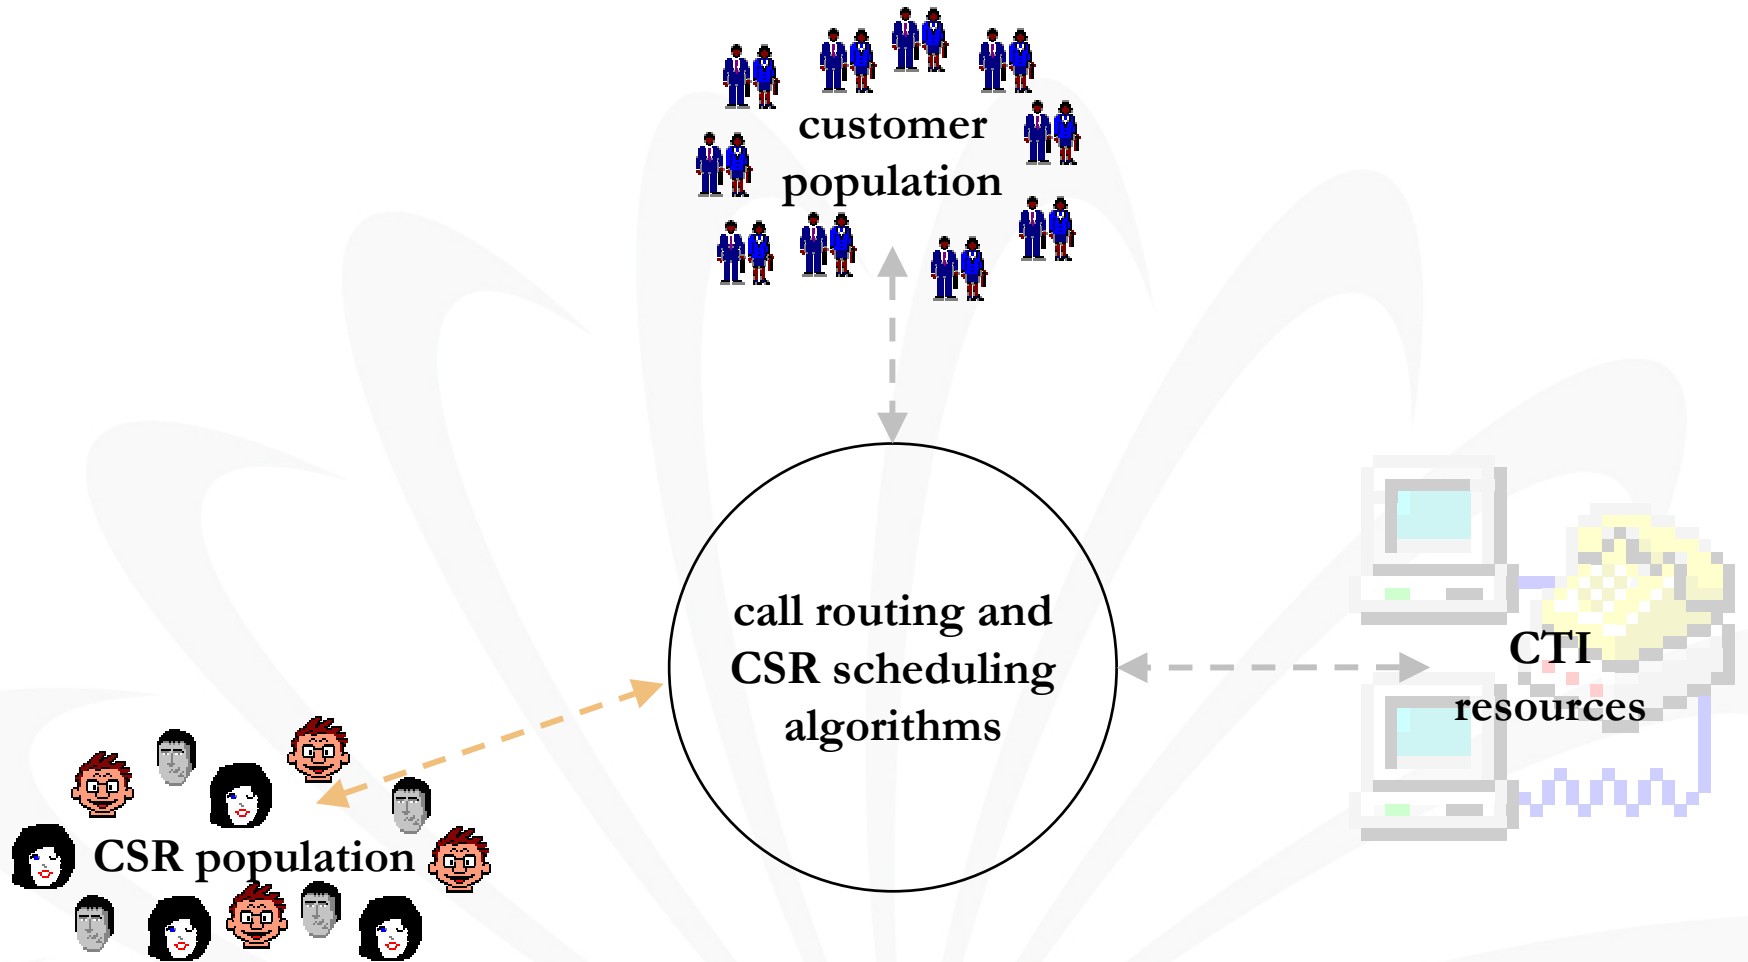 customer
population
call routing and
CSR scheduling
algorithms
CTI
resources
CSR population